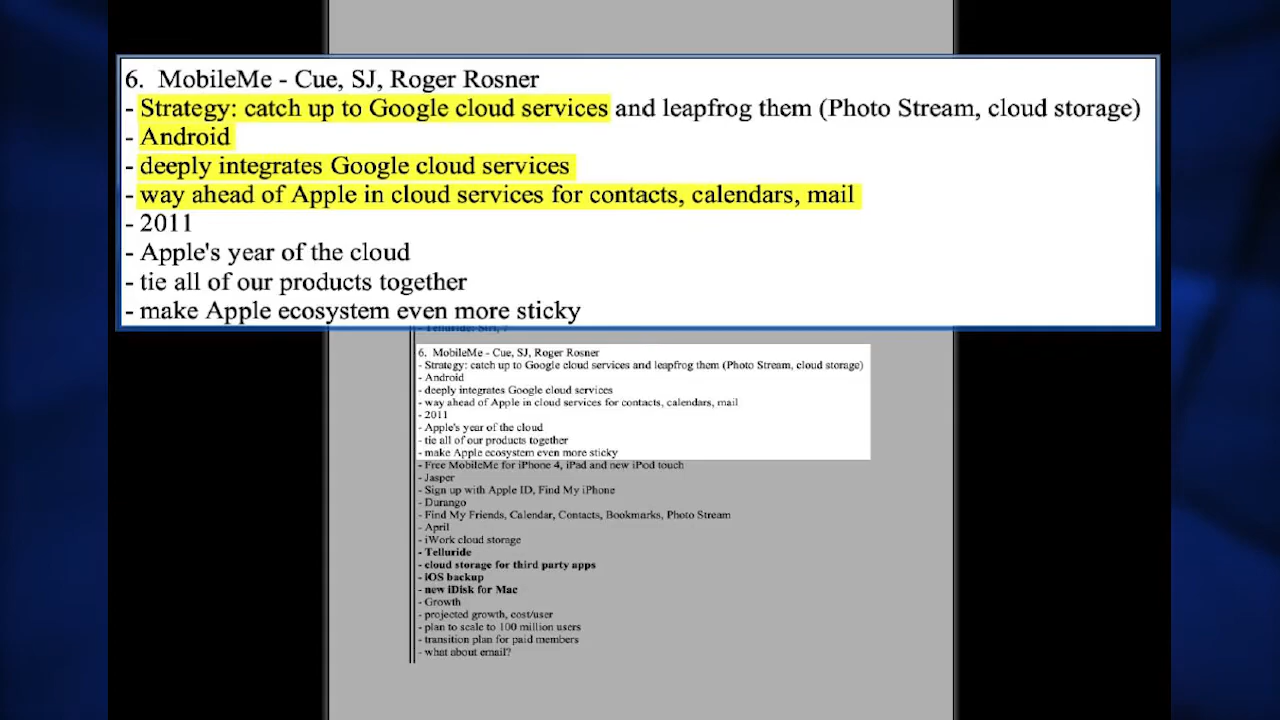 6. MobileMe - Cue, SJ, Roger Rosner
- Strategy: catch up to Google cloud services and leapfrog them (Photo Stream, cloud storage)
- Android
- deeply integrates Google cloud services
- way ahead of Apple in cloud services for contacts, calendars, mail
- 2011
- Apple's year of the cloud
- tie all of our products together
- make Apple ecosystem even more sticky
6. MobileMe - Cue, SJ, Roger Rosner
- Strategy: catch up to Google cloud services and leapfrog them (Photo Stream, cloud storage)
- Android
- deeply integrates Google cloud services
- way ahead of Apple in cloud services for contacts, calendars, mail
- 2011
- Apple's year of the cloud
- tie all of our products together
- make Apple ecosystem even more sticky
- Free MobileMe for iPhone 4, iPad and new iPod touch
- Jasper
- Sign up with Apple ID, Find My iPhone
- Durango
- Find My Friends, Calendar, Contacts, Bookmarks, Photo Stream
- April
- iWork cloud storage
- Telluride
- cloud storage for third party apps
- iOS backup
- new iDisk for Mac
- Growth
- projected growth, cost/user
- plan to scale to 100 million users
- transition plan for paid members
- what about email?